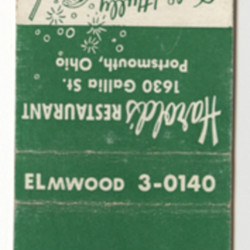 Harold's RESTAURANT
1630 Gallia St.
Portsmouth, Ohio
ELMWOOD 3-0140